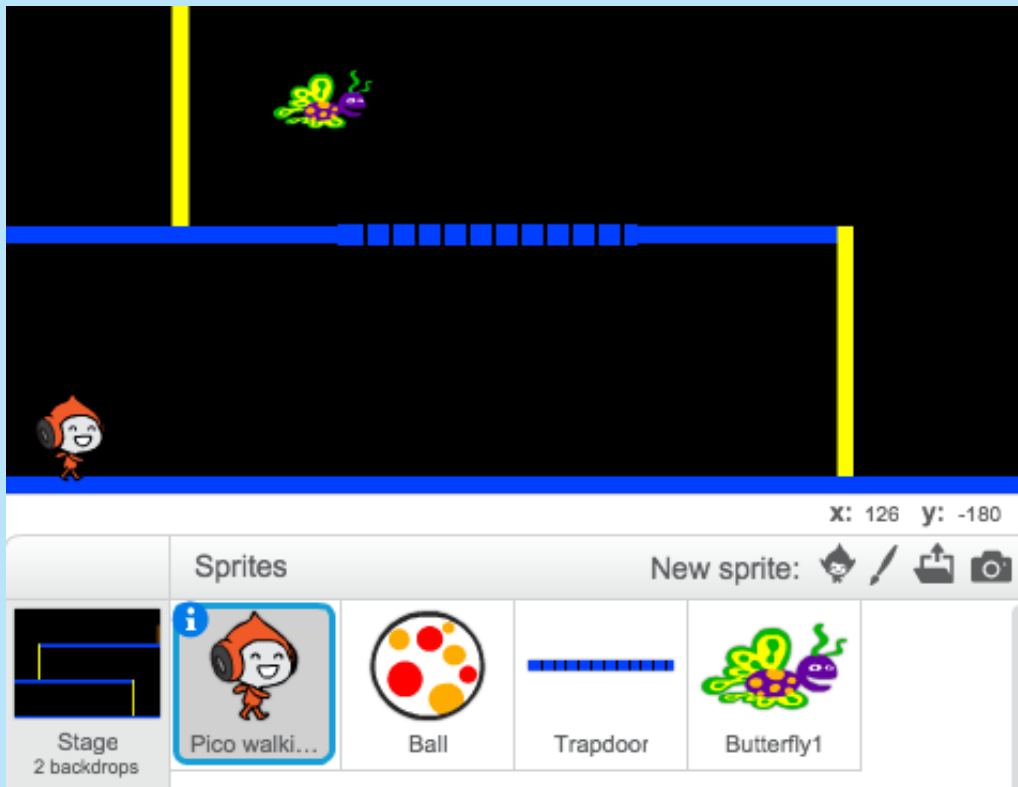 x: 126 y: -180
Sprites
New sprite:
i
Stage
2 backdrops
Pico walki...
Ball
Trapdoor
Butterfly1